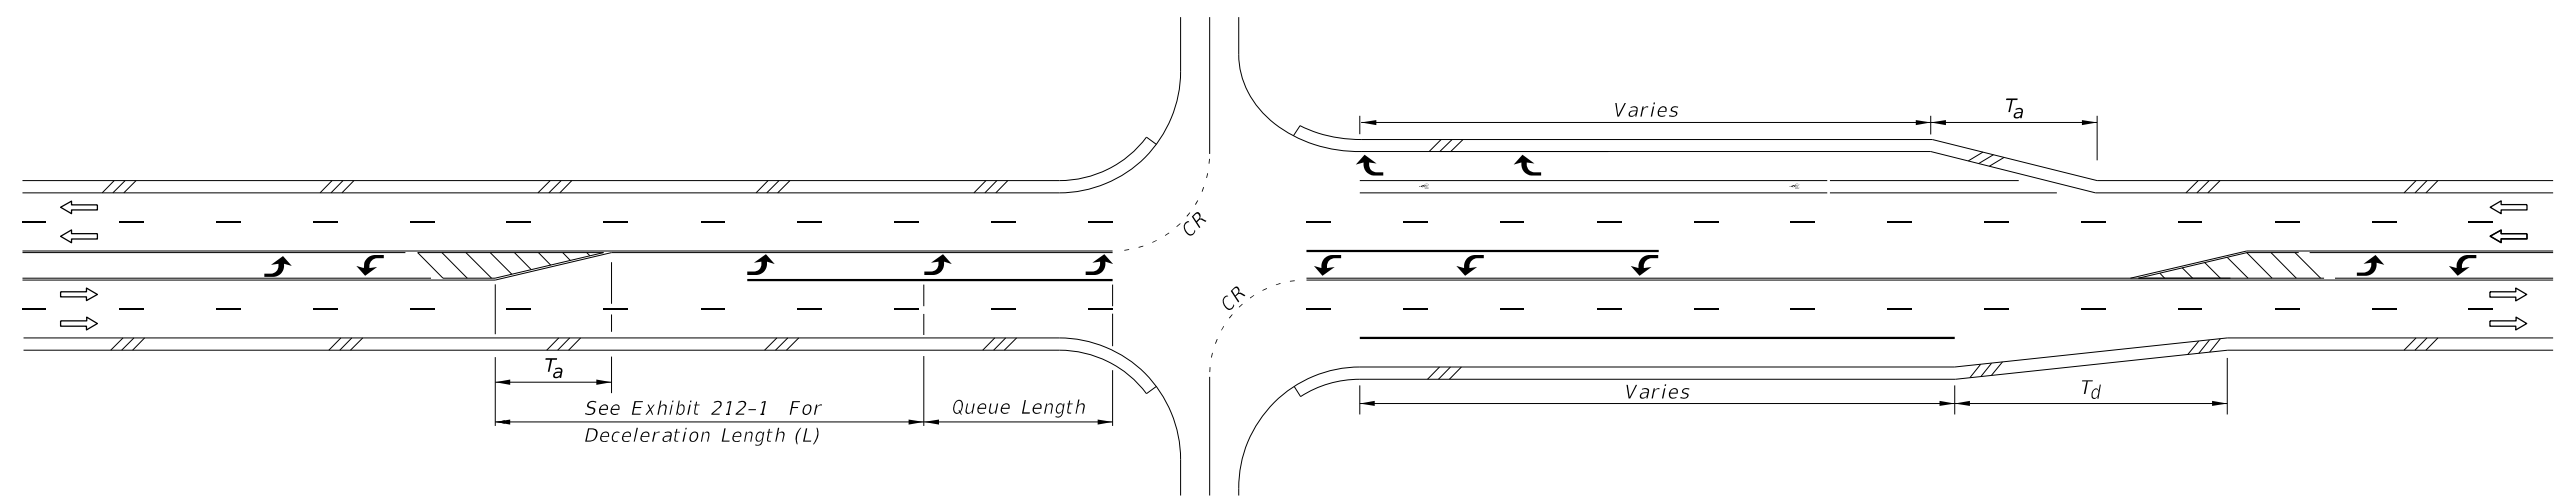 Varies
Ta
CR
CR
Ta
See Exhibit 212-1 For
Deceleration Length (L)
Queue Length
Varies
Td